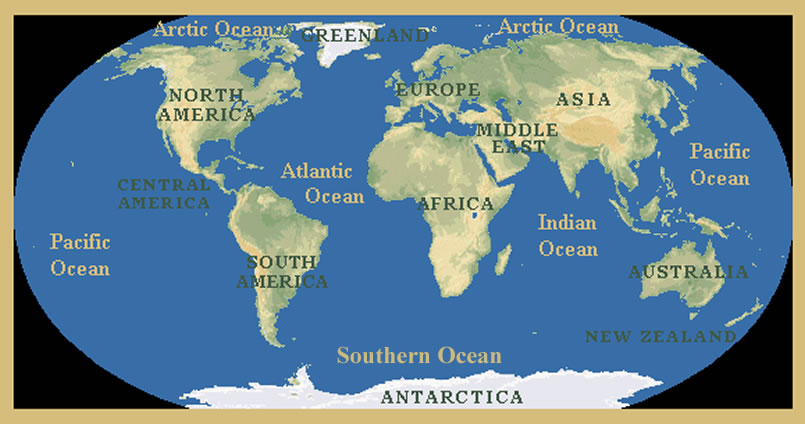 Arctic Ocean
GREENLAND
Arctic Ocean
NORTH
AMERICA
EUROPE
ASIA
MIDDLE
EAST
Atlantic
Ocean
Pacific
Ocean
CENTRAL
AMERICA
AFRICA
Indian
Ocean
Pacific
Ocean
SOUTH
AMERICA
AUSTRALIA
NEW ZEALAND
Southern Ocean
ANTARCTICA